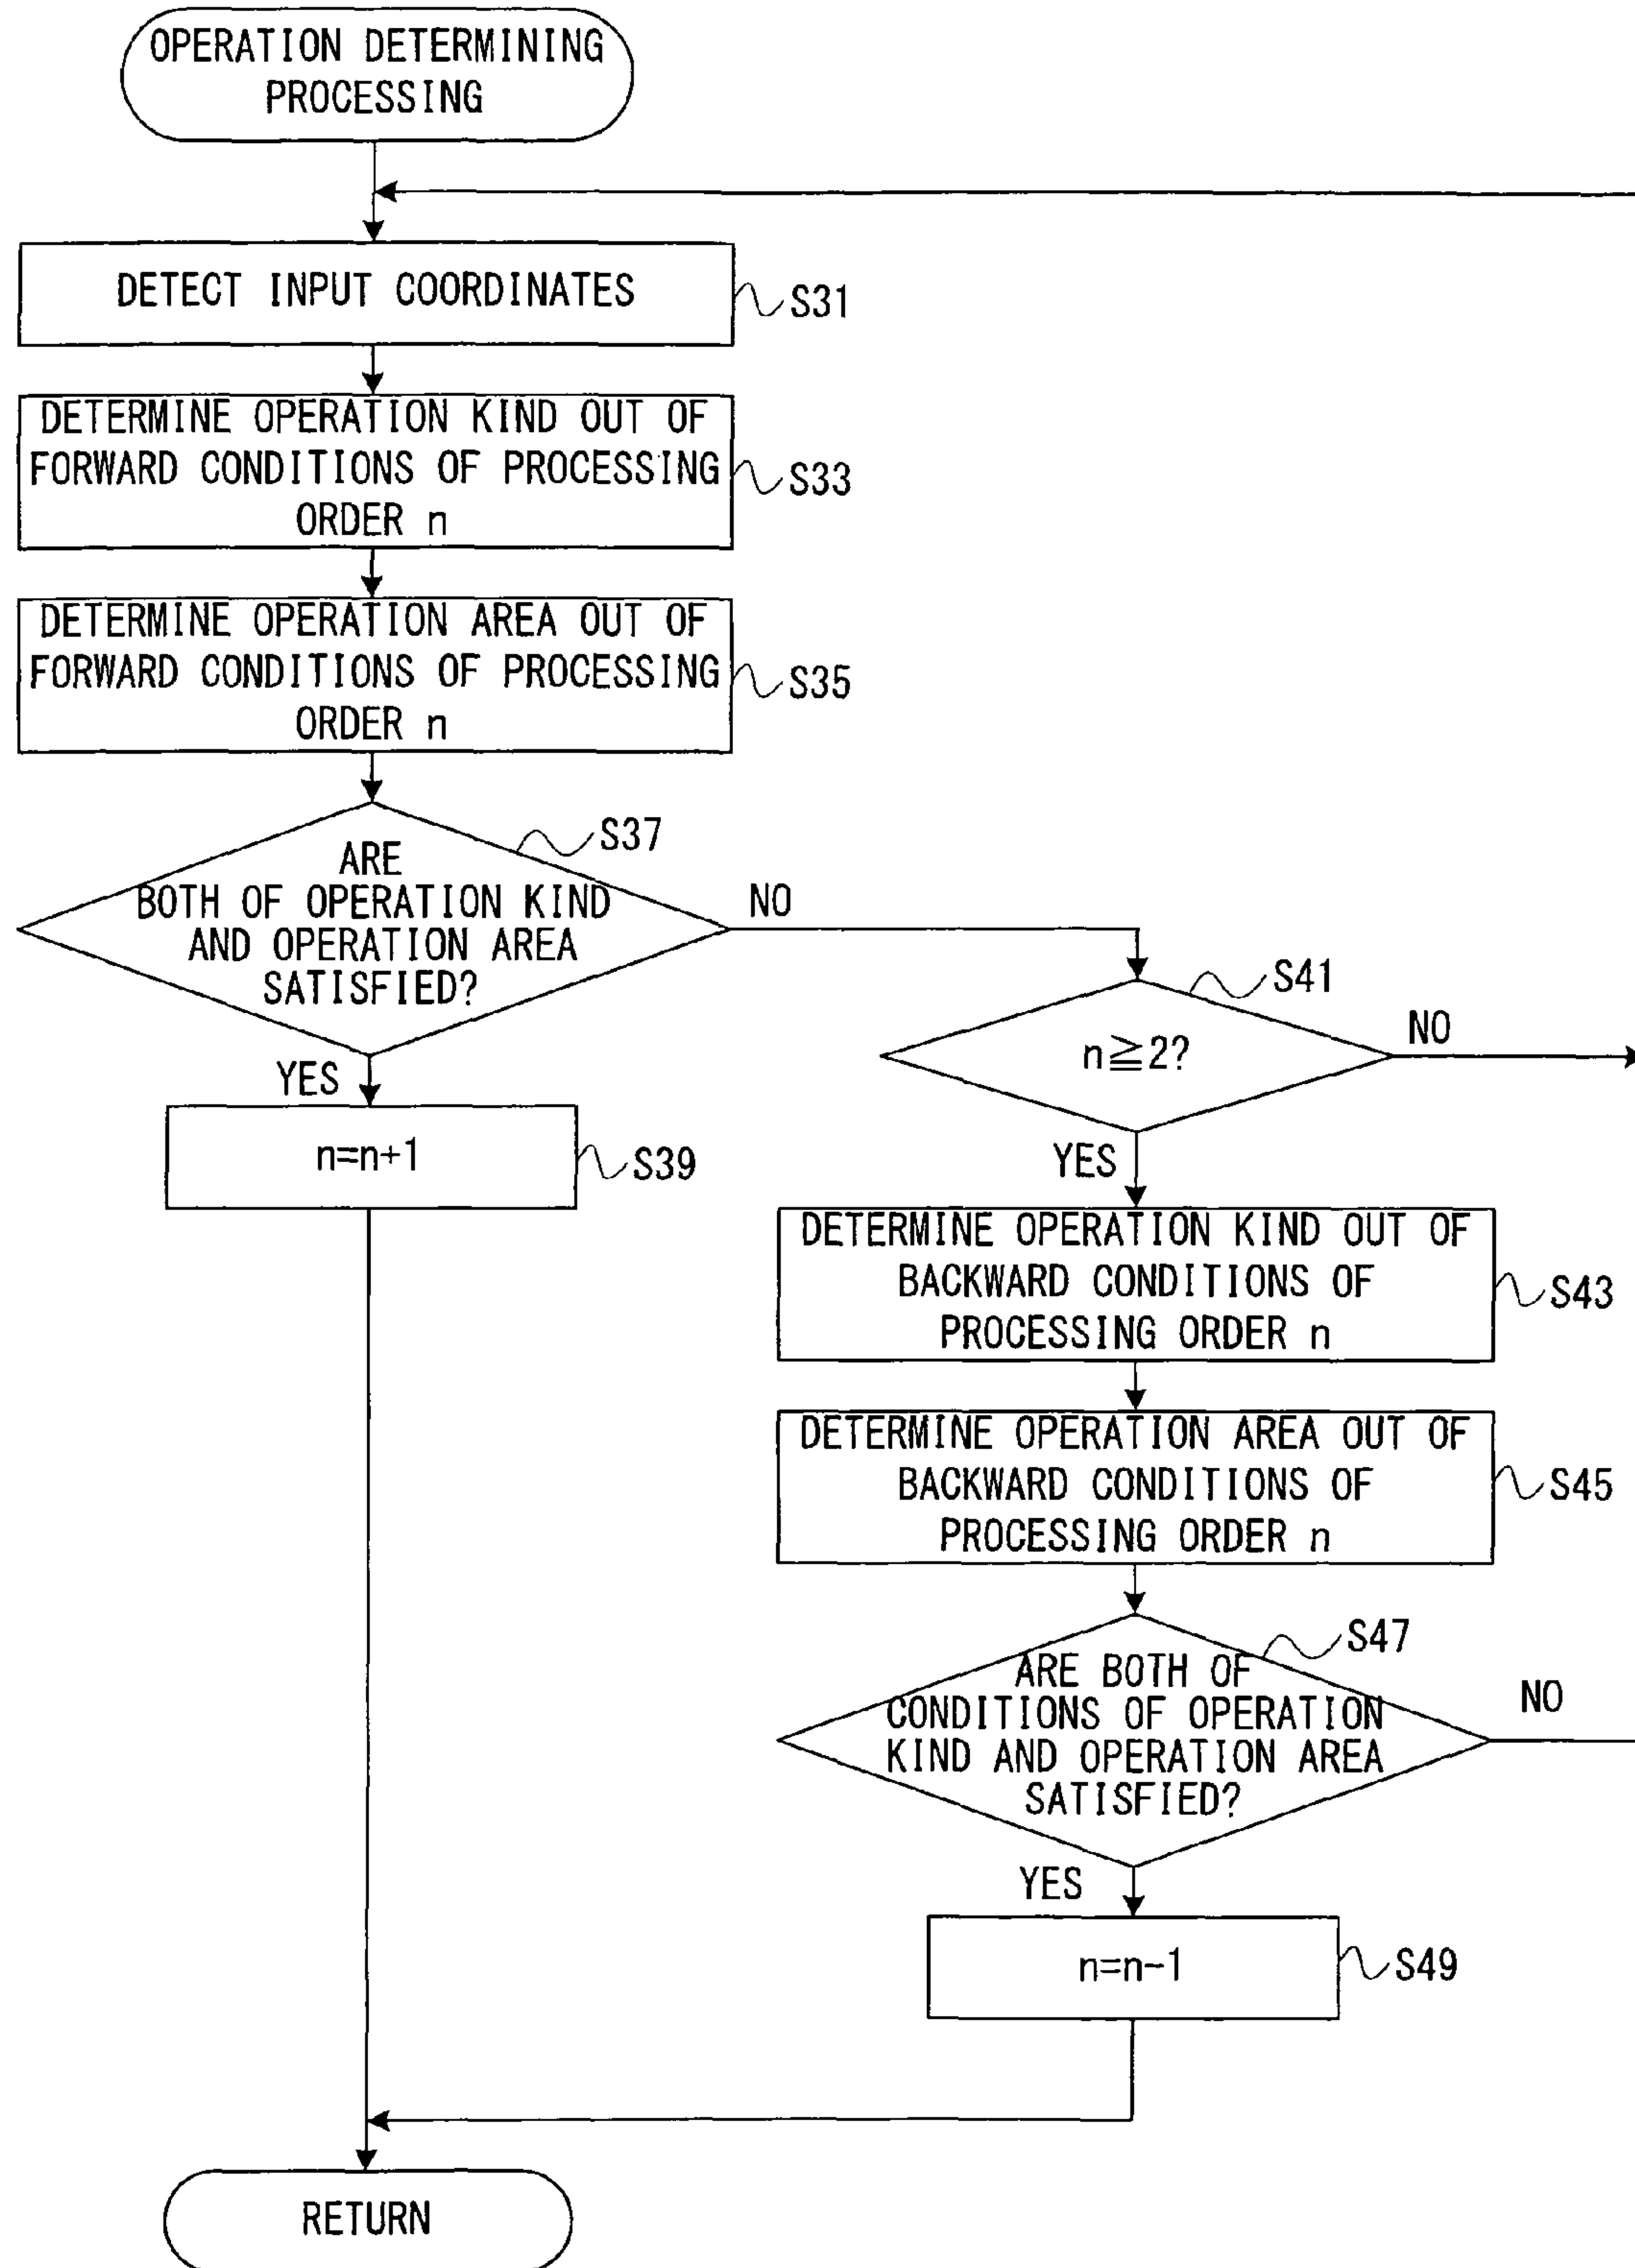 OPERATION DETERMINING
PROCESSING
DETECT INPUT COORDINATES
S31
DETERMINE OPERATION KIND OUT OF
FORWARD CONDITIONS OF PROCESSING
ORDER n
S33
DETERMINE OPERATION AREA OUT OF
FORWARD CONDITIONS OF PROCESSING
ORDER n
S35
S37
ARE
BOTH OF OPERATION KIND
AND OPERATION AREA
SATISFIED?
NO
YES
n=n+1
S39
S41
n≧2?
NO
YES
DETERMINE OPERATION KIND OUT OF
BACKWARD CONDITIONS OF
PROCESSING ORDER n
S43
DETERMINE OPERATION AREA OUT OF
BACKWARD CONDITIONS OF
PROCESSING ORDER n
S45
S47
ARE BOTH OF
CONDITIONS OF OPERATION
KIND AND OPERATION AREA
SATISFIED?
NO
YES
n=n-1
S49
RETURN